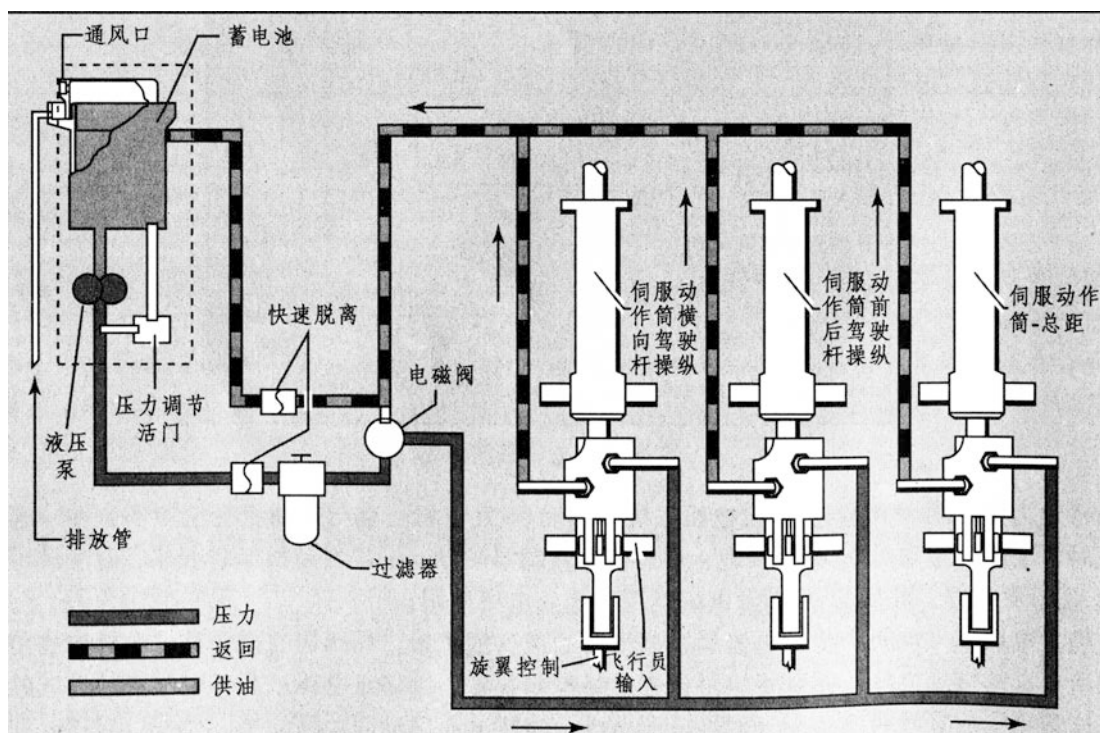 通风口
蓄电池
伺服动
作筒横
向驾驶
杆操纵
伺服动
作筒前
后驾驶
杆操纵
伺服动作
筒-总距
快速脱离
电磁阀
压力调节
活门
液压
泵
排放管
过滤器
压力
返回
供油
旋翼控制
飞行员
输入